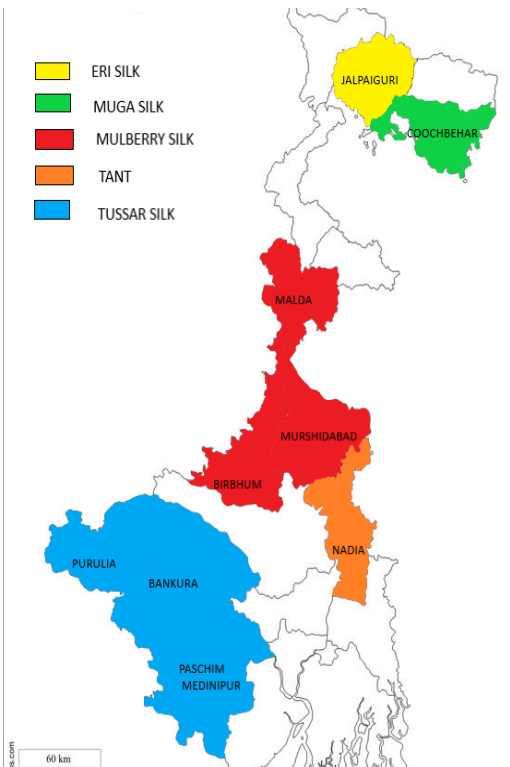 ERI SILK
MUGA SILK
MULBERRY SILK
TANT
TUSSAR SILK
JALPAIGURI
COOCHBEHAR
MALDA
MURSHIDABAD
BIRBHUM
NADIA
PURULIA
BANKURA
PASCHIM
MEDINIPUR
60 km
s.com